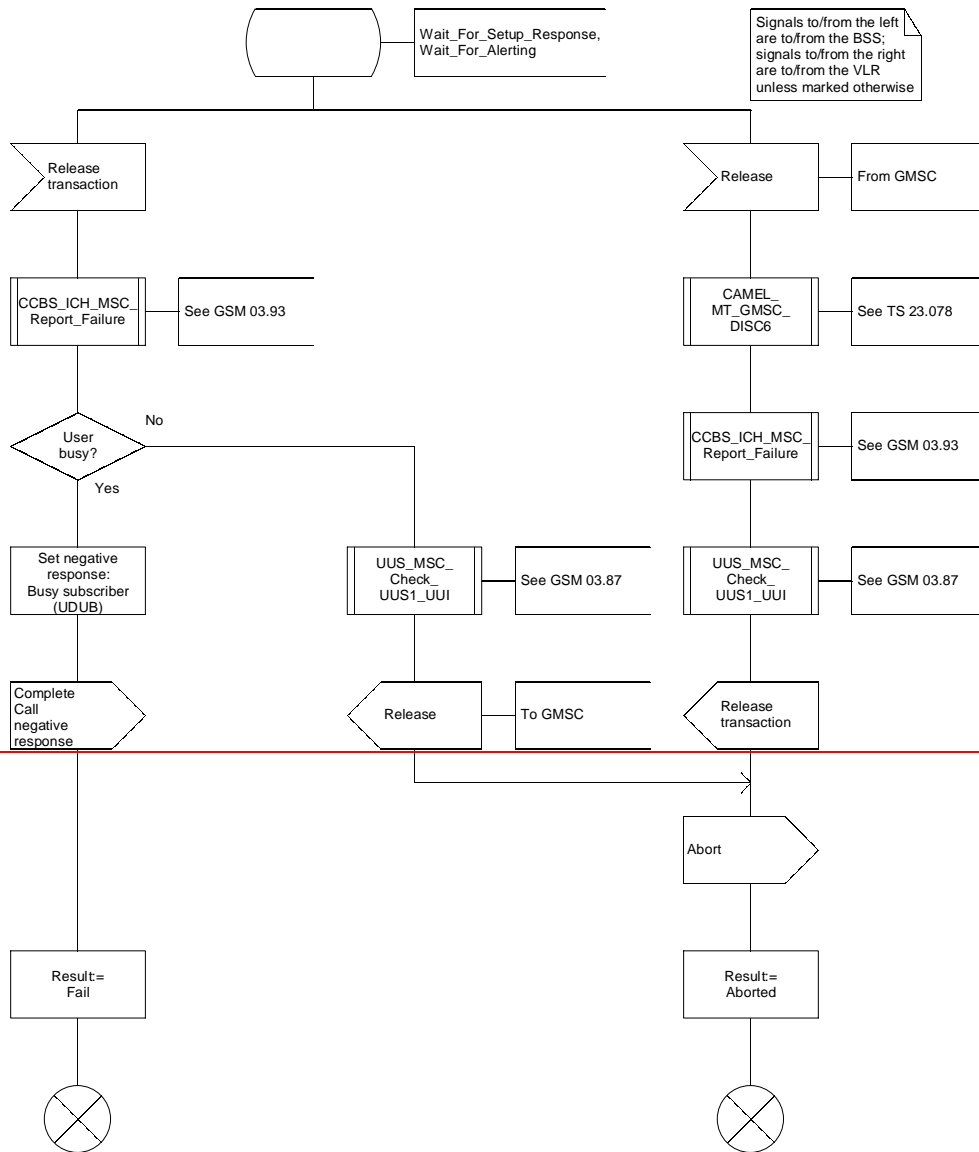 Wait_For_Setup_Response,
Wait_For_Alerting
Signals to/from the left
are to/from the BSS;
signals to/from the right
are to/from the VLR
unless marked otherwise
Release
transaction
Release
From GMSC
CCBS_ICH_MSC_
Report_Failure
See GSM 03.93
CAMEL_
MT_GMSC_
DISC6
See TS 23.078
User
busy?
No
Yes
CCBS_ICH_MSC_
Report_Failure
See GSM 03.93
Set negative
response:
Busy subscriber
(UDUB)
UUS_MSC_
Check_
UUS1_UUI
See GSM 03.87
UUS_MSC_
Check_
UUS1_UUI
See GSM 03.87
Complete
Call
negative
response
Release
To GMSC
Release
transaction
Abort
Result:=
Fail
Result:=
Aborted